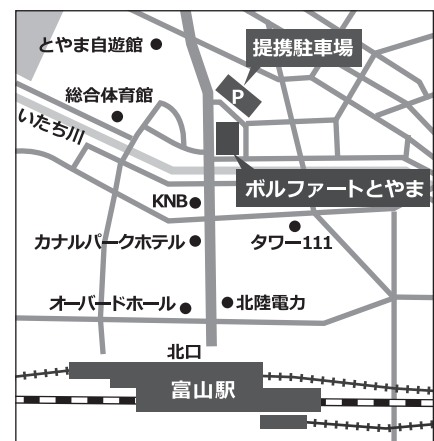 とやま自遊館
提携駐車場
P
総合体育館
いたち川
ボルファートとやま
KNB
カナルパークホテル
タワー111
オーバードホール
北陸電力
北口
富山駅